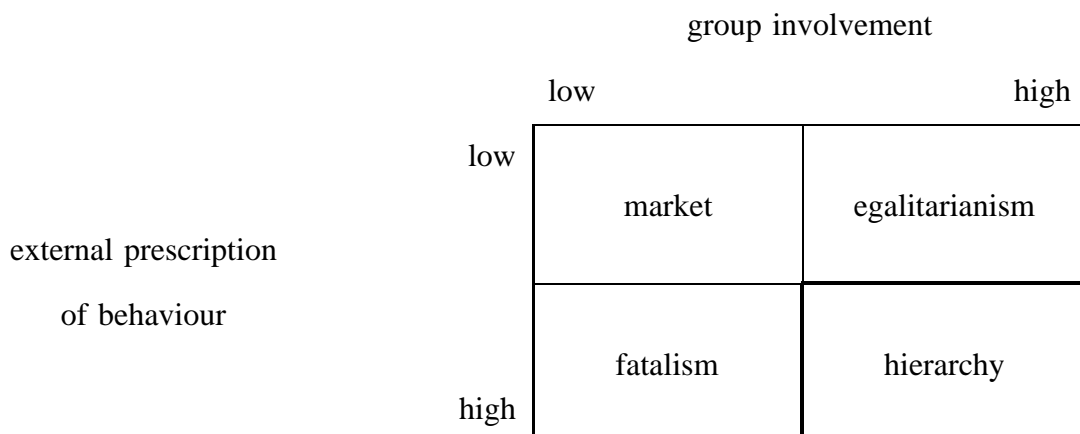 group involvement
low high
low
market egalitarianism
external prescription
of behaviour
fatalism hierarchy
high